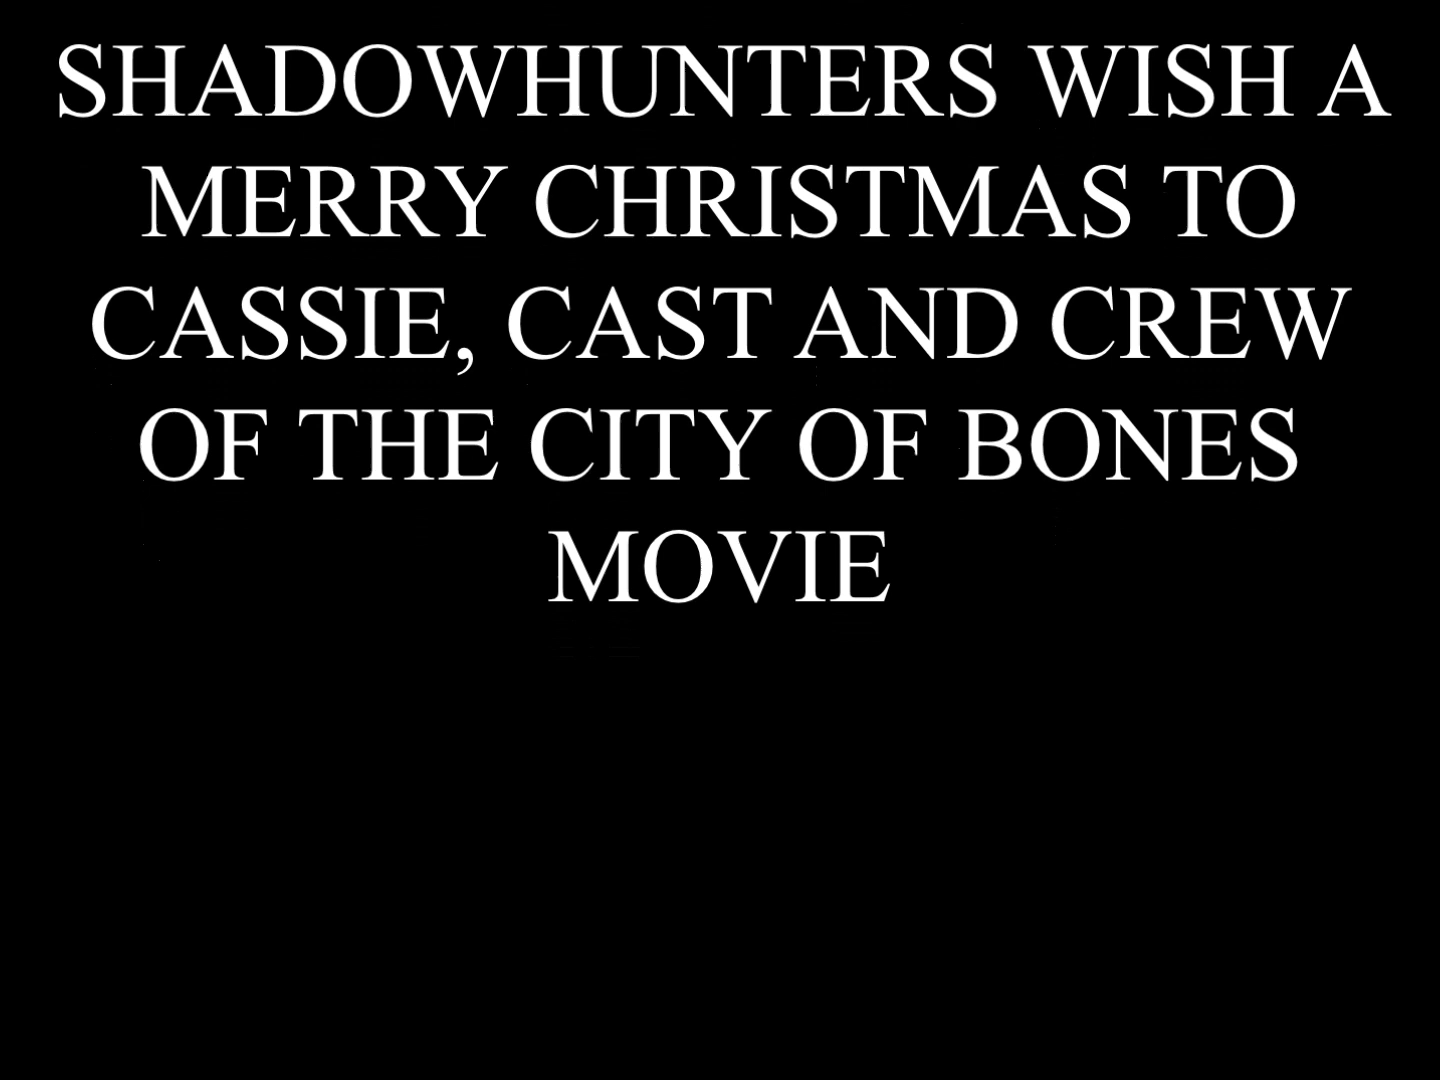 SHADOWHUNTERS WISH A
MERRY CHRISTMAS TO
CASSIE, CAST AND CREW
OF THE CITY OF BONES
MOVIE